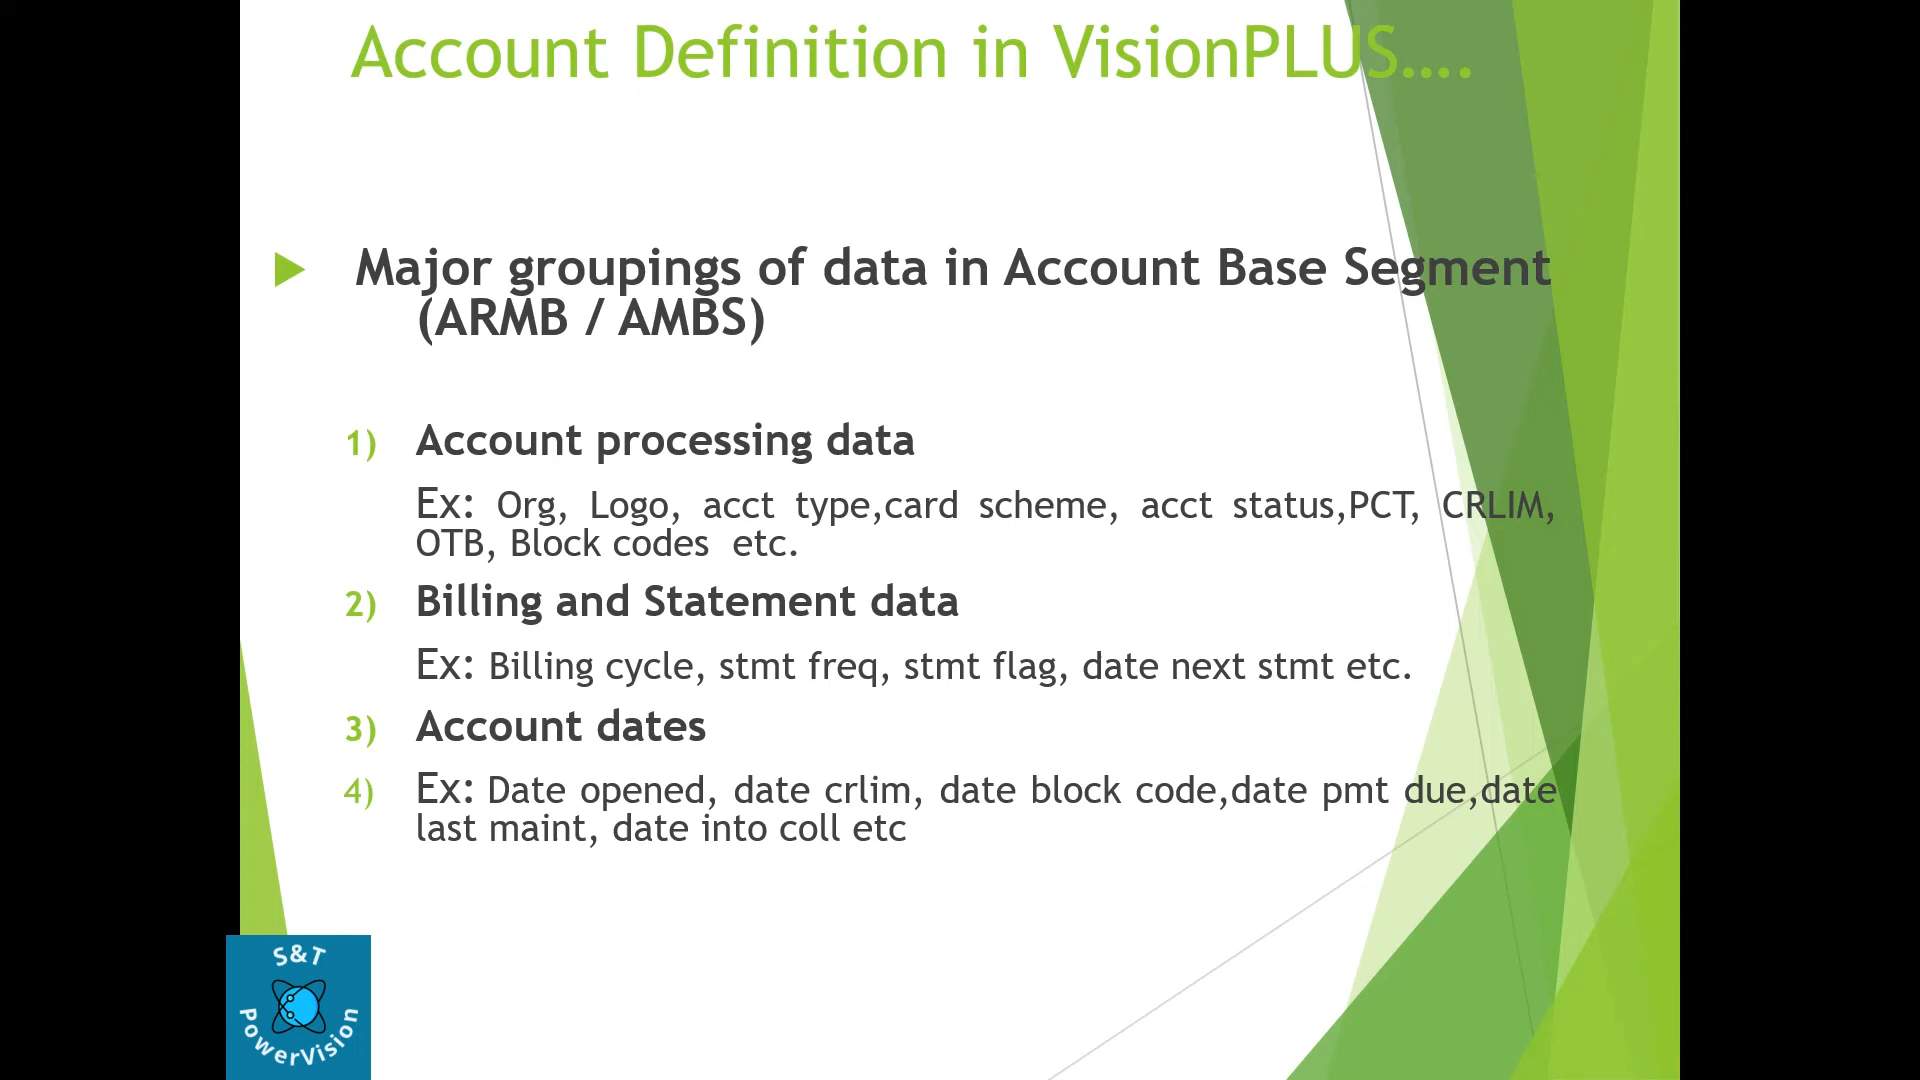 Account Definition in VisionPLUS....
Major groupings of data in Account Base Segment
(ARMB / AMBS)
1) Account processing data
Ex: Org, Logo, acct type,card scheme, acct status,PCT, CRLIM,
OTB, Block codes etc.
2) Billing and Statement data
Ex: Billing cycle, stmt freq, stmt flag, date next stmt etc.
3) Account dates
4) Ex: Date opened, date crlim, date block code,date pmt due,date
last maint, date into coll etc
S&T
PowerVision